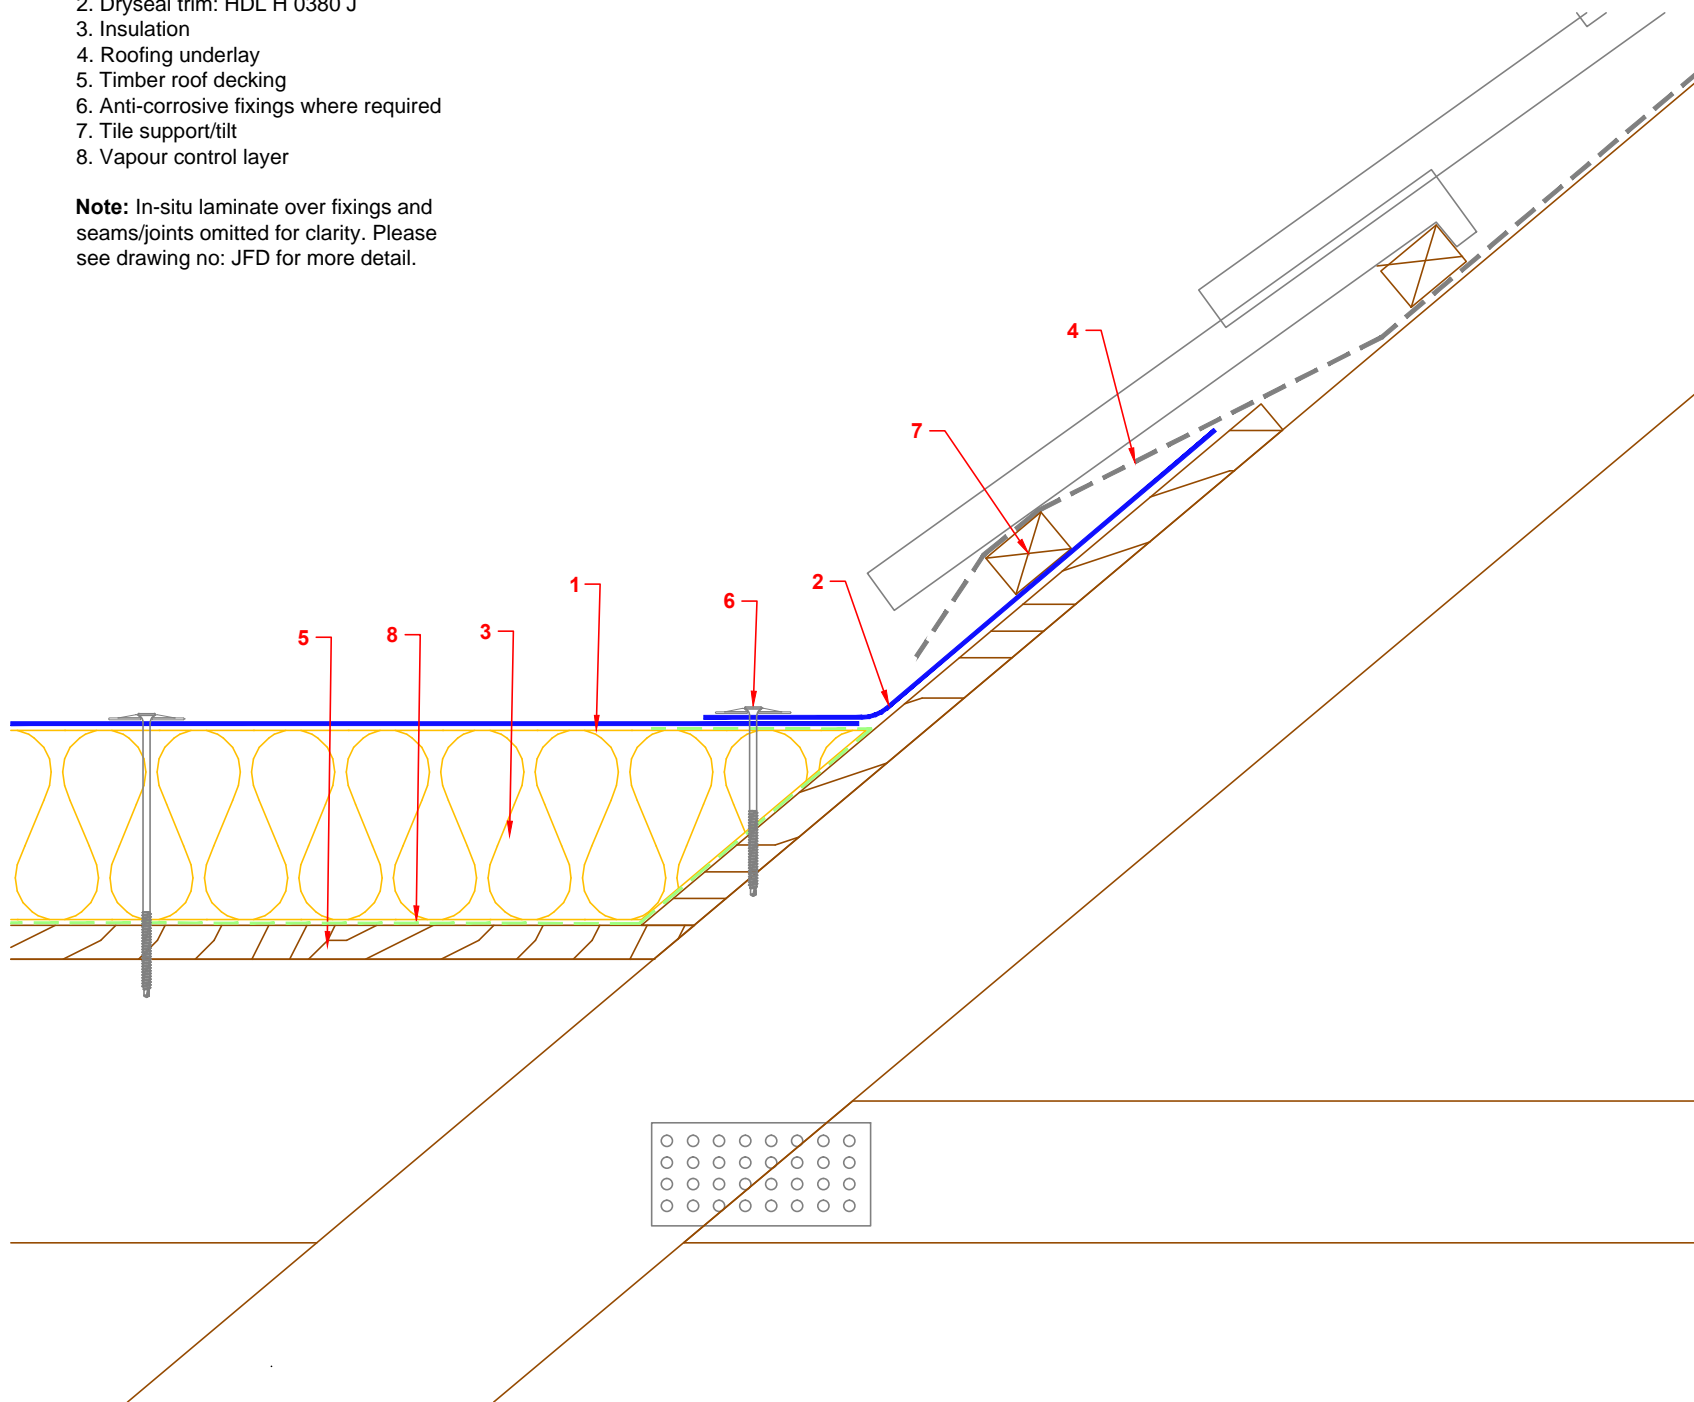 2. Dryseal trim: HDL H 0380 J
3. Insulation
4. Roofing underlay
5. Timber roof decking
6. Anti-corrosive fixings where required
7. Tile support/tilt
8. Vapour control layer
Note: In-situ laminate over fixings and
seams/joints omitted for clarity. Please
see drawing no: JFD for more detail.
4
7
1
2
6
3
8
5